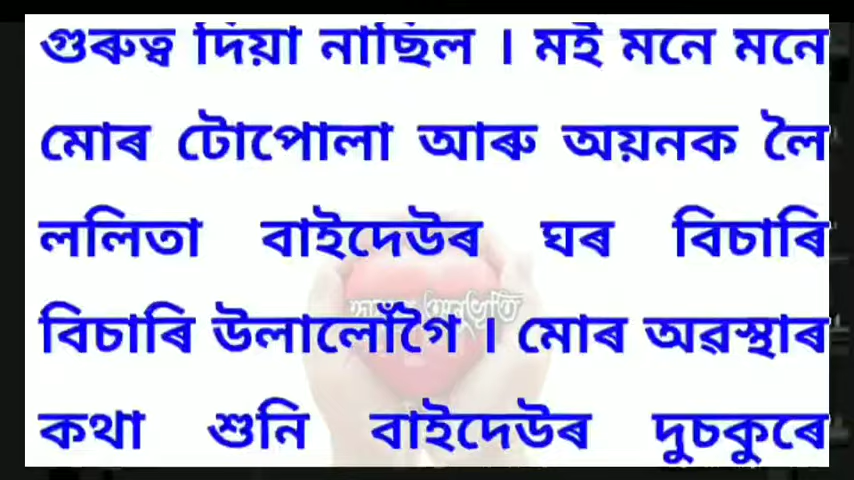 গুৰুত্ব দিয়া নাছিল । মই মনে মনে
মোৰ টোপোলা আৰু অয়নক লৈ
ললিতা বাইদেউৰ ঘৰ বিচাৰি
বিচাৰি উলালোঁগৈ । মোৰ অৱস্থাৰ
কথা শুনি বাইদেউৰ দুচকুৰে